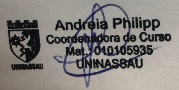 Andreia Philipp
Coordenadora de Curso
Mat. 010105935
UNINASSAU
UNINASSAU